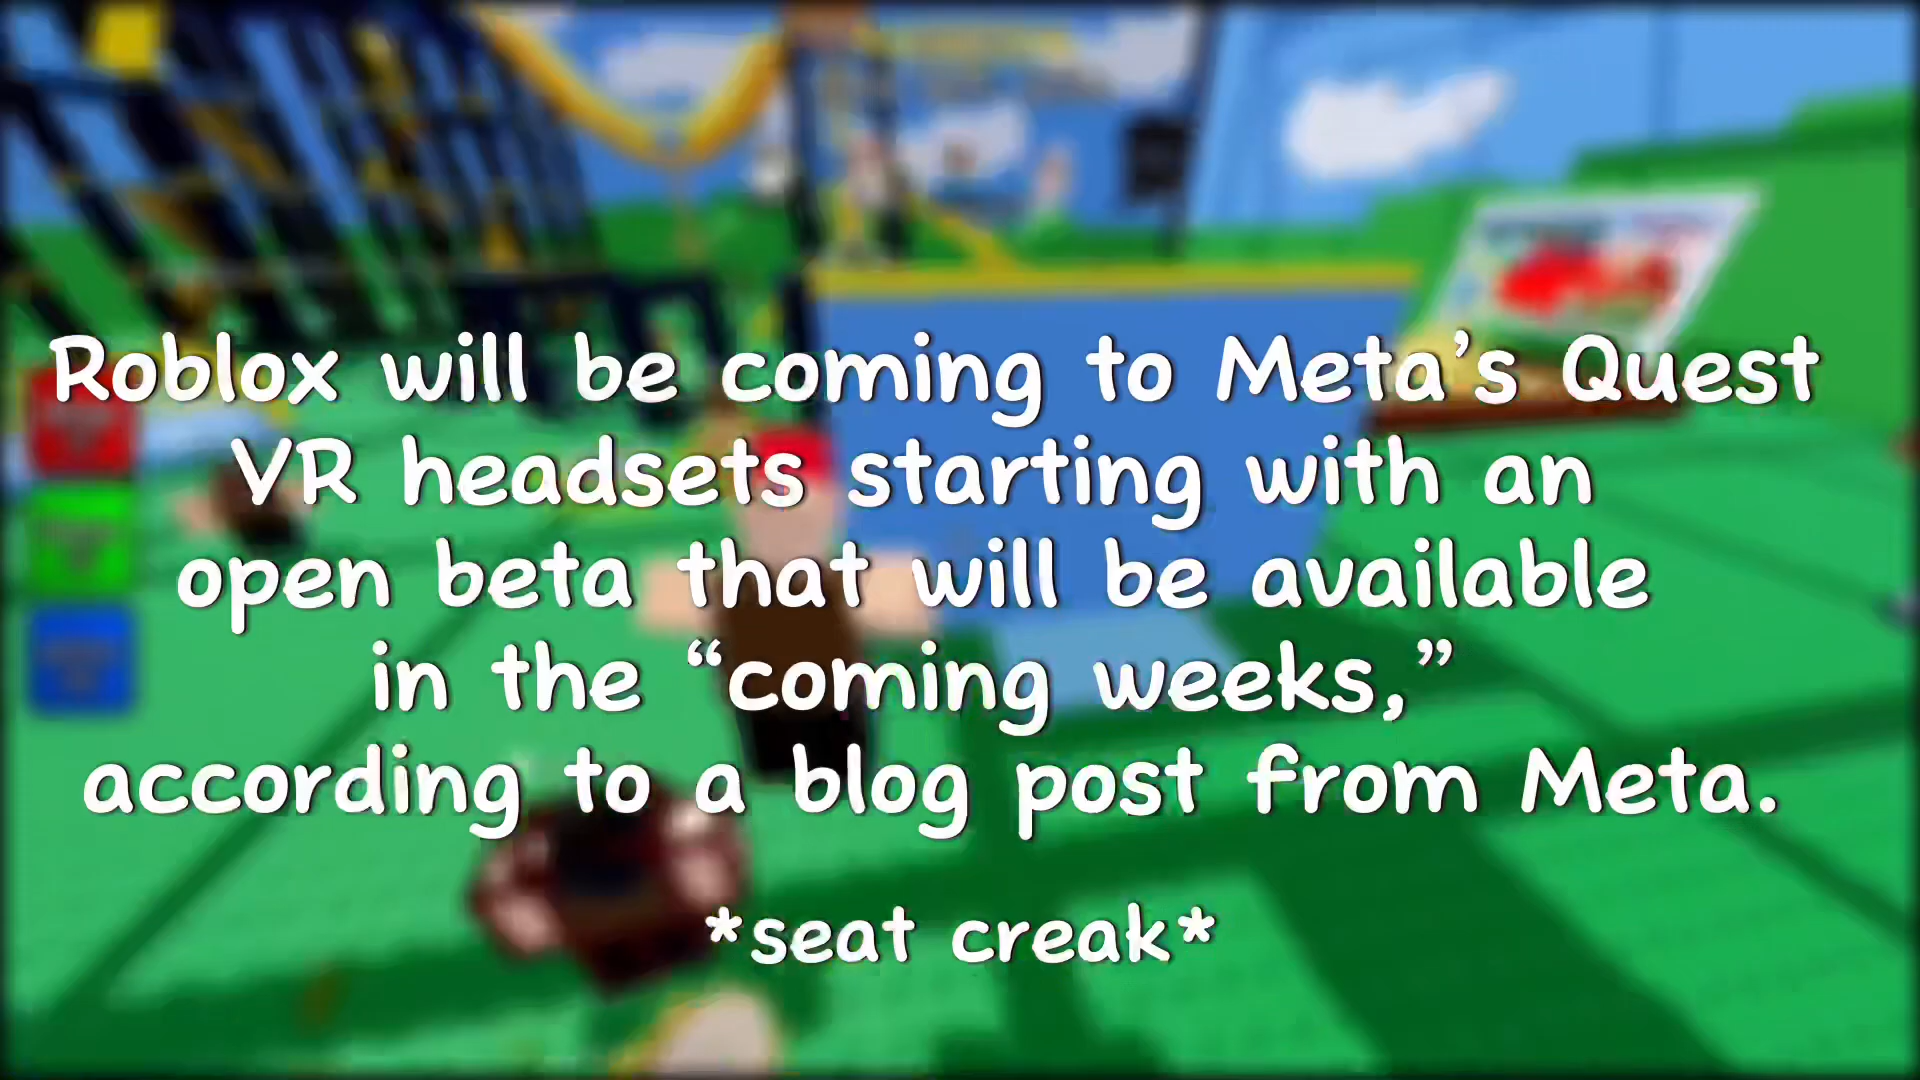 Roblox will be coming to Meta’s Quest
VR headsets starting with an
open beta that will be available
in the “coming weeks,”
according to a blog post from Meta.
*seat creak*